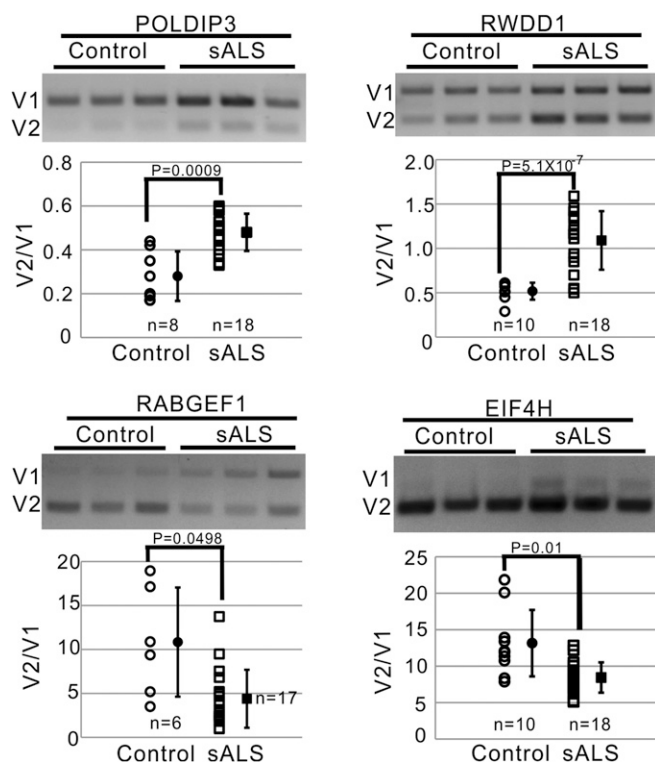 POLDIP3
Control sALS
V1
V2
P=0.0009
0.8
0.6
0.4
0.2
0
V2/V1
n=8 n=18
Control sALS
RWDD1
Control sALS
V1
V2
P=5.1X10-7
2.0
1.5
1.0
0.5
0
V2/V1
n=10 n=18
Control sALS
RABGEF1
Control sALS
V1
V2
P=0.0498
20
15
10
5
0
V2/V1
n=17
n=6
Control sALS
EIF4H
Control sALS
V1
V2
P=0.01
25
20
15
10
5
0
V2/V1
n=10 n=18
Control sALS